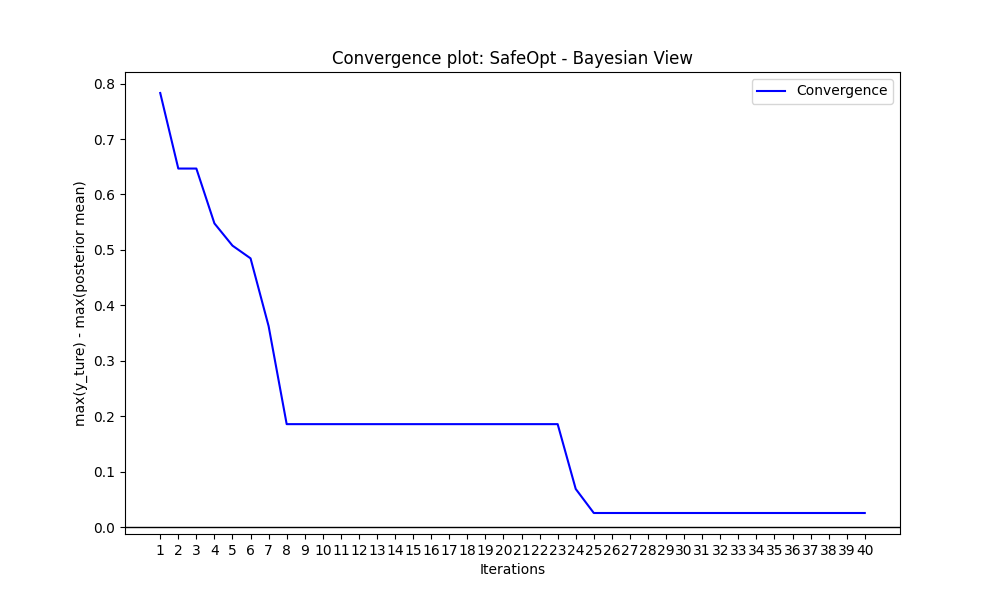 Convergence plot: SafeOpt - Bayesian View
Convergence
max(y_ture) - max(posterior mean)
0.8
0.7
0.6
0.5
0.4
0.3
0.2
0.1
0.0
1 2 3 4 5 6 7 8 9 10 11 12 13 14 15 16 17 18 19 20 21 22 23 24 25 26 27 28 29 30 31 32 33 34 35 36 37 38 39 40
Iterations